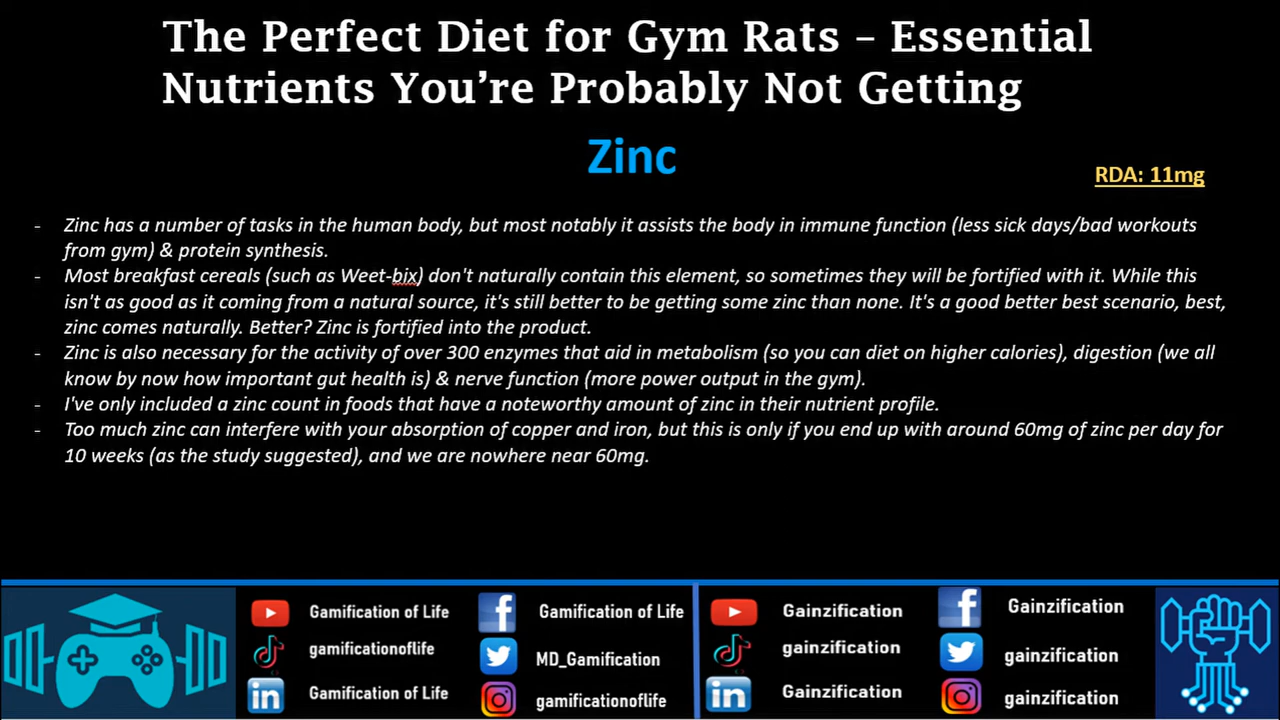 The Perfect Diet for Gym Rats – Essential
Nutrients You're Probably Not Getting
Zinc
RDA: 11mg
- Zinc has a number of tasks in the human body, but most notably it assists the body in immune function (less sick days/bad workouts
from gym) & protein synthesis.
- Most breakfast cereals (such as Weet-bix) don't naturally contain this element, so sometimes they will be fortified with it. While this
isn't as good as it coming from a natural source, it's still better to be getting some zinc than none. It's a good better best scenario, best,
zinc comes naturally. Better? Zinc is fortified into the product.
- Zinc is also necessary for the activity of over 300 enzymes that aid in metabolism (so you can diet on higher calories), digestion (we all
know by now how important gut health is) & nerve function (more power output in the gym).
- I've only included a zinc count in foods that have a noteworthy amount of zinc in their nutrient profile.
- Too much zinc can interfere with your absorption of copper and iron, but this is only if you end up with around 60mg of zinc per day for
10 weeks (as the study suggested), and we are nowhere near 60mg.
Gamification of Life
Gamification of Life
gamificationoflife
MD_Gamification
Gamification of Life
gamificationoflife
Gainzification
Gainzification
gainzification
gainzification
Gainzification
gainzification